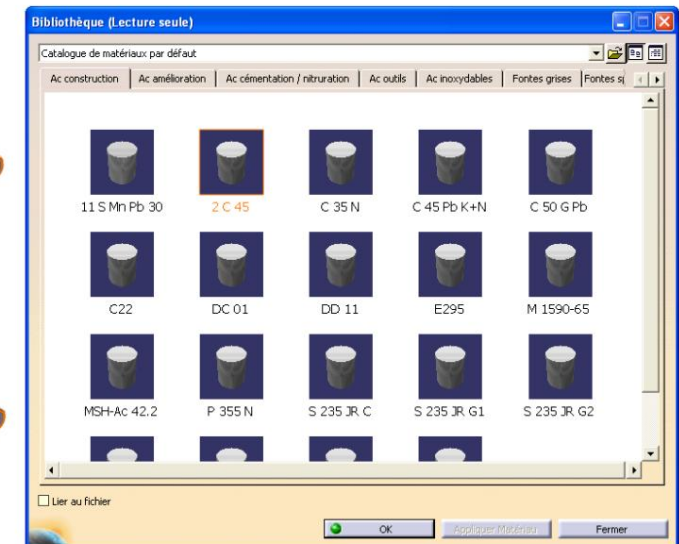 Bibliothèque (Lecture seule)
Catalogue de matériaux par défaut
Ac construction Ac amélioration Ac cémentation / nitruration Ac outils Ac inoxydables Fontes grises Fontes s
11 S Mn Pb 30 2 C 45 C 35 N C 45 Pb K+N C 50 G Pb
C22 DC 01 DD 11 E295 M 1590-65
MSH-Ac 42.2 P 355 N S 235 JR C S 235 JR G1 S 235 JR G2
Lier au fichier
OK Appliquer Matériau Fermer